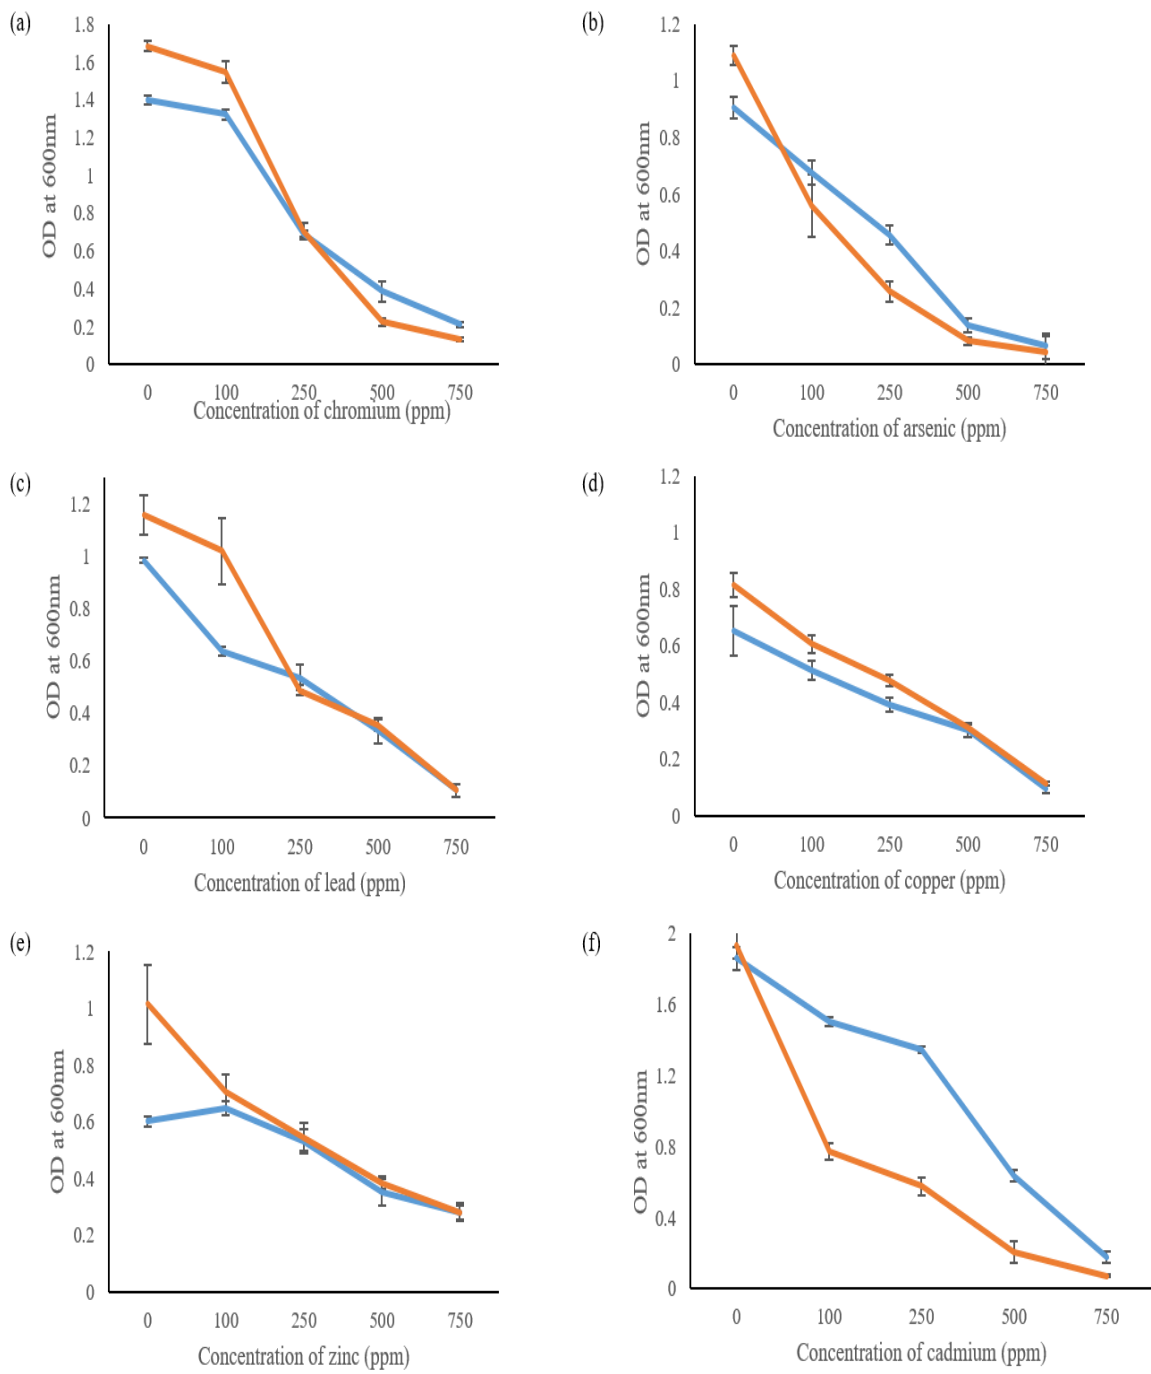 (a)
1.8
1.6
1.4
1.2
1
0.8
0.6
0.4
0.2
0
OD at 600nm
0 100 250 500 750
Concentration of chromium (ppm)
(b)
1.2
1
0.8
0.6
0.4
0.2
0
OD at 600nm
0 100 250 500 750
Concentration of arsenic (ppm)
(c)
1.2
1
0.8
0.6
0.4
0.2
0
OD at 600nm
0 100 250 500 750
Concentration of lead (ppm)
(d)
1.2
1
0.8
0.6
0.4
0.2
0
OD at 600nm
0 100 250 500 750
Concentration of copper (ppm)
(e)
1.2
1
0.8
0.6
0.4
0.2
0
OD at 600nm
0 100 250 500 750
Concentration of zinc (ppm)
(f)
2
1.6
1.2
0.8
0.4
0
OD at 600nm
0 100 250 500 750
Concentration of cadmium (ppm)